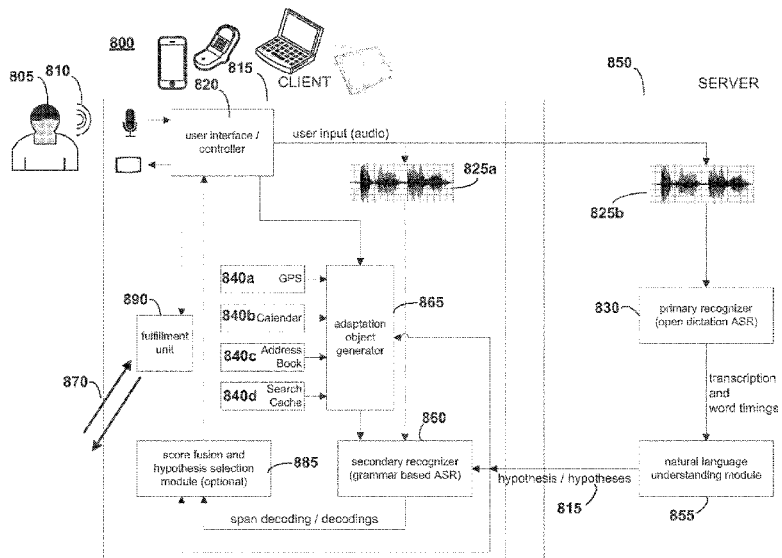 800
805
810
820
815
CLIENT
850
SERVER
user interface /
controller
user input (audio)
825a
825b
840a GPS
840b Calendar
840c Address
Book
840d Search
Cache
adaptation
object
generator
865
890
fulfillment
unit
870
830
primary recognizer
(open dictation ASR)
transcription
and
word timings
860
score fusion and
hypothesis selection
module (optional)
885
secondary recognizer
(grammar based ASR)
hypothesis / hypotheses
815
natural language
understanding module
855
span decoding / decodings